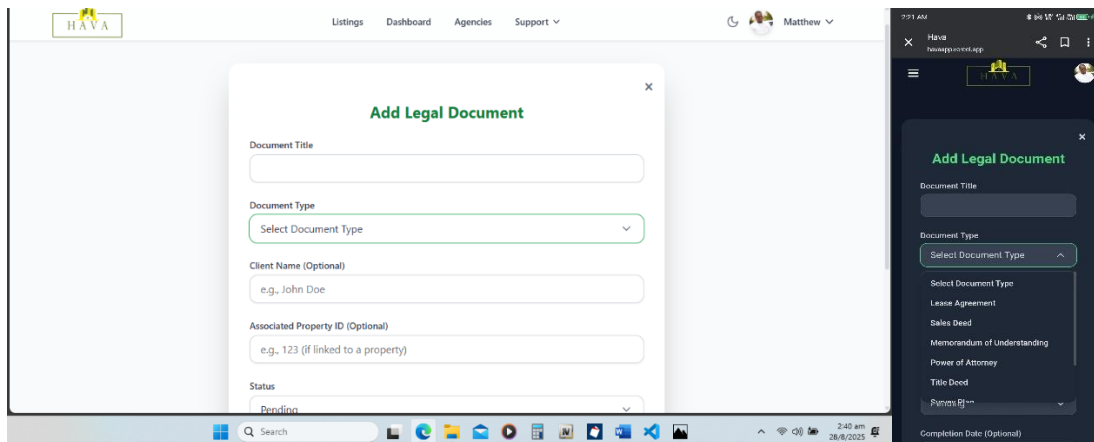 HAVA
Listings Dashboard Agencies Support
Matthew
×
Add Legal Document
Document Title
Document Type
Select Document Type
Client Name (Optional)
e.g., John Doe
Associated Property ID (Optional)
e.g., 123 (if linked to a property)
Status
Pending
Search
2:40 am
28/8/2025
2:21 AM
Hava
HAVA
×
Add Legal Document
Document Title
Document Type
Select Document Type
Select Document Type
Lease Agreement
Sales Deed
Memorandum of Understanding
Power of Attorney
Title Deed
Survey Plan
Completion Date (Optional)